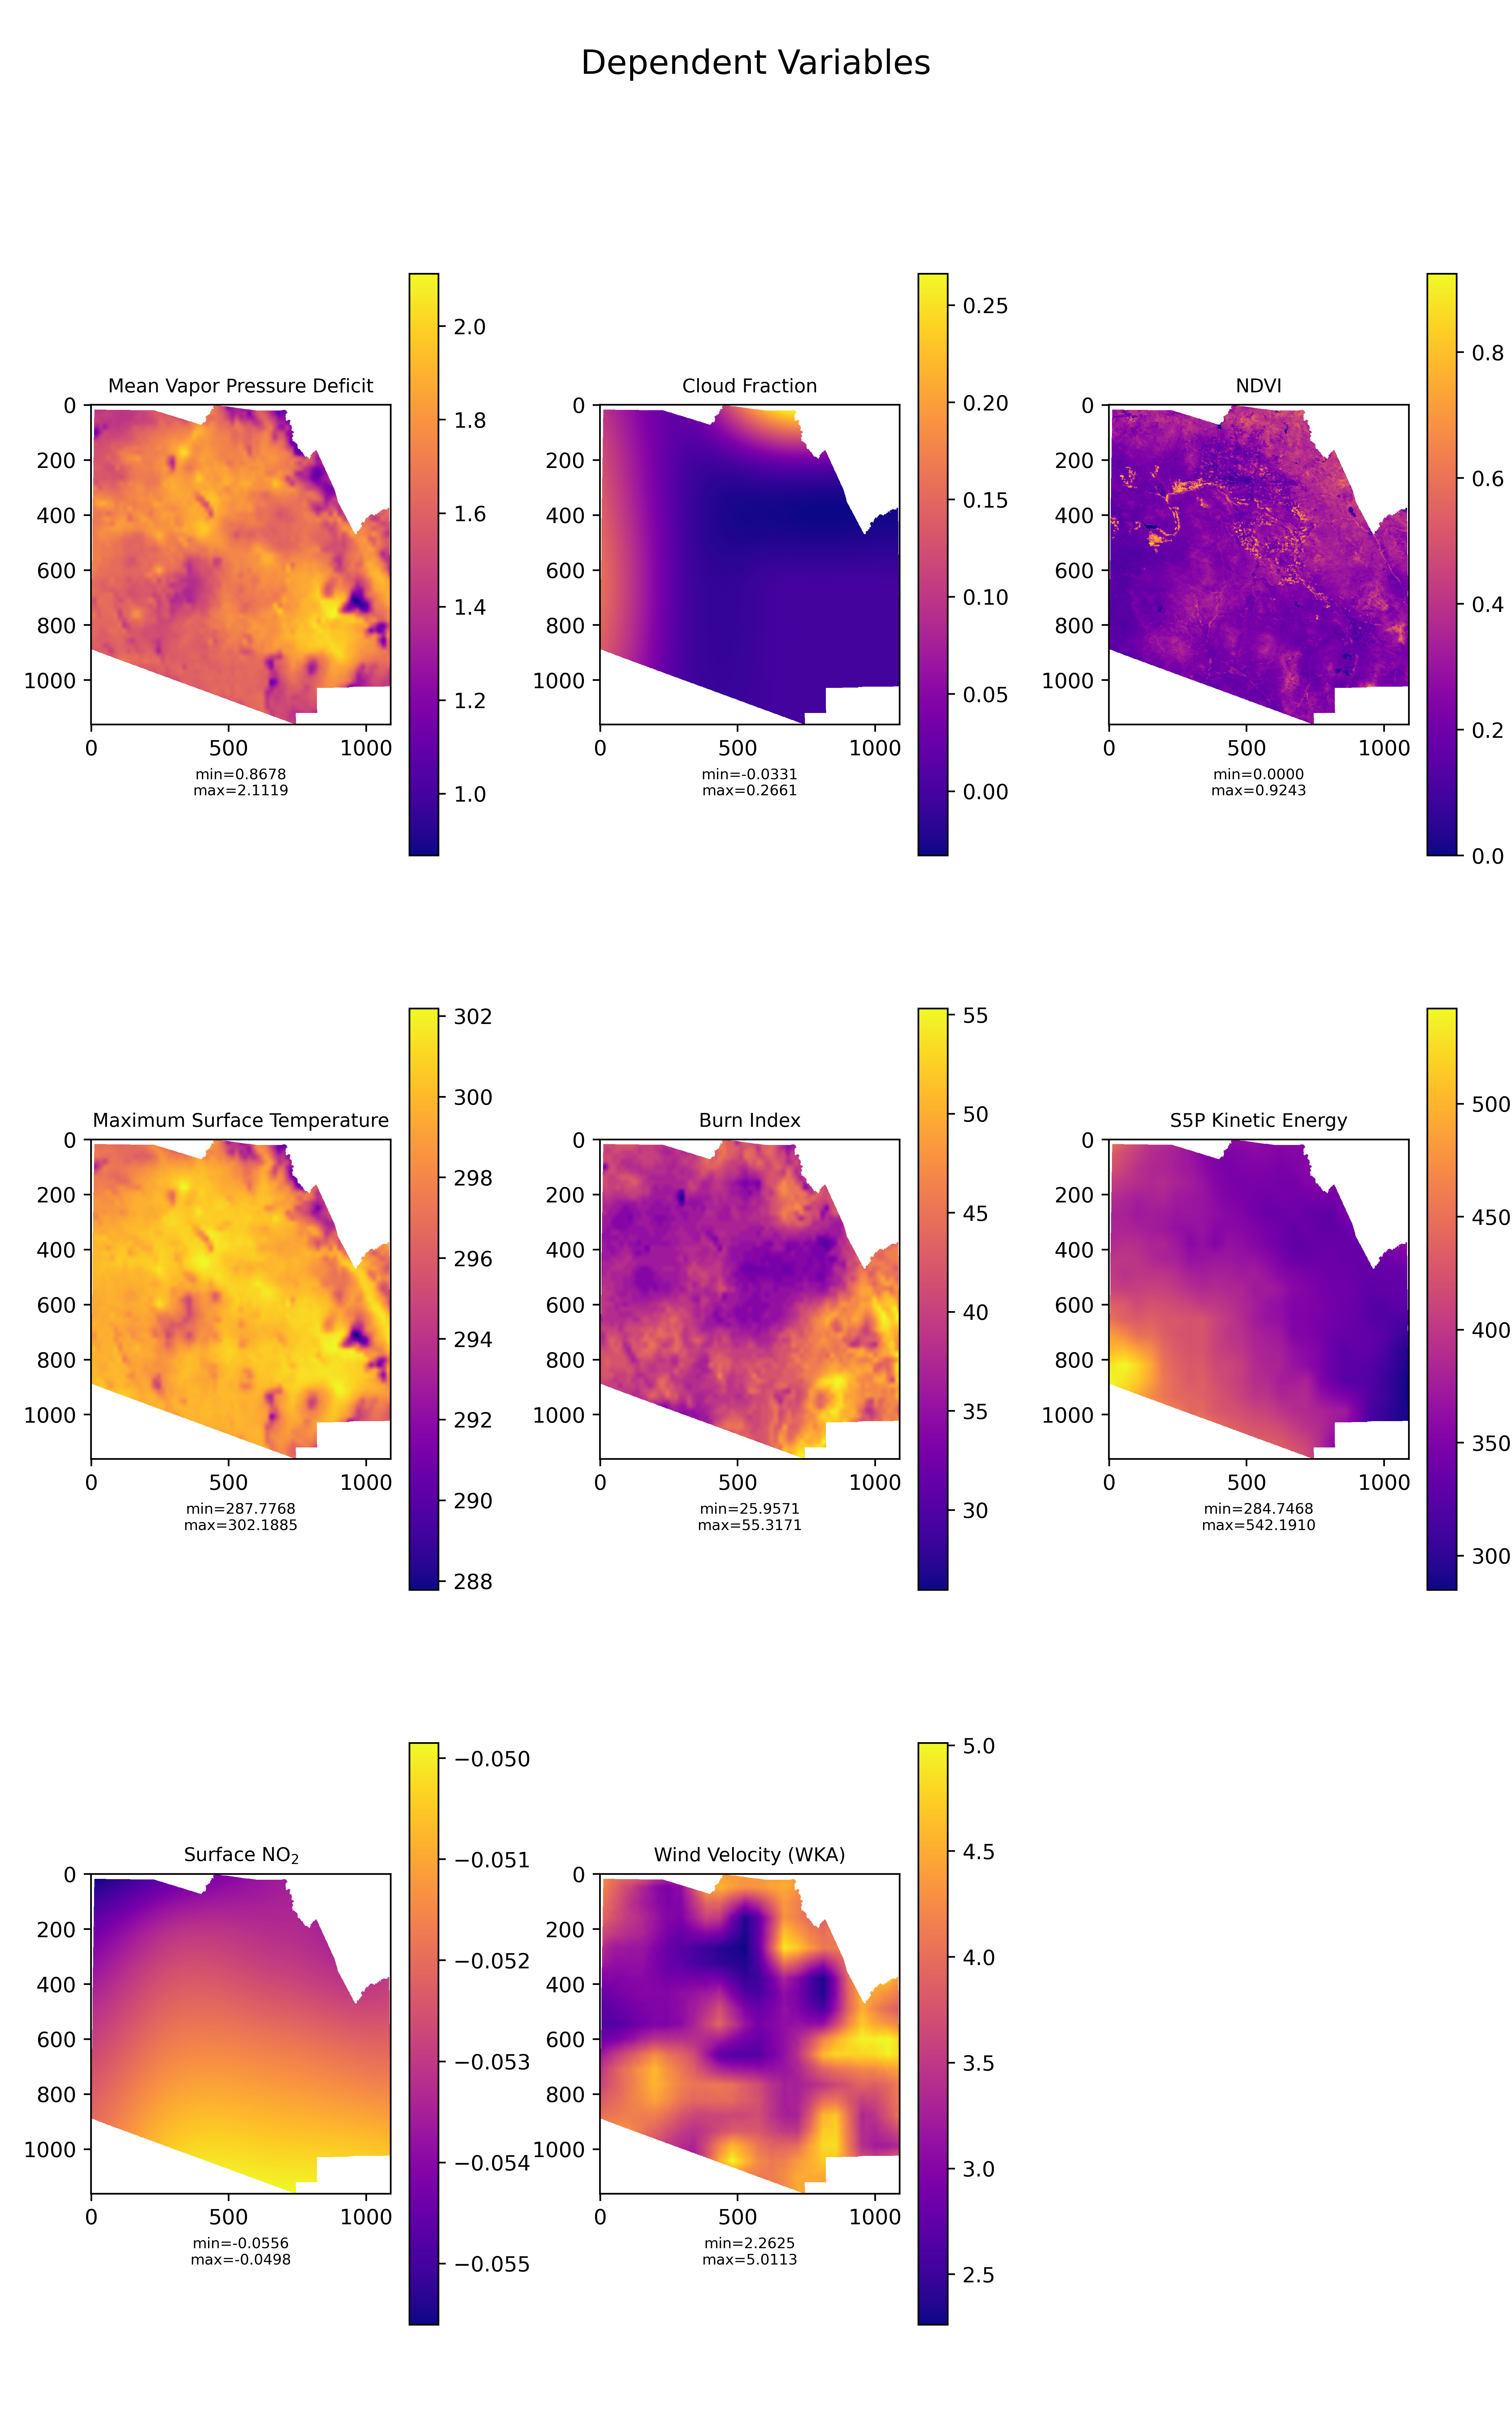 Dependent Variables
Mean Vapor Pressure Deficit
0
200
400
600
800
1000
0 500 1000
min=0.8678
max=2.1119
2.0
1.8
1.6
1.4
1.2
1.0
Cloud Fraction
0
200
400
600
800
1000
0 500 1000
min=-0.0331
max=0.2661
0.25
0.20
0.15
0.10
0.05
0.00
NDVI
0
200
400
600
800
1000
0 500 1000
min=0.0000
max=0.9243
0.8
0.6
0.4
0.2
0.0
Maximum Surface Temperature
0
200
400
600
800
1000
0 500 1000
min=287.7768
max=302.1885
302
300
298
296
294
292
290
288
Burn Index
0
200
400
600
800
1000
0 500 1000
min=25.9571
max=55.3171
55
50
45
40
35
30
S5P Kinetic Energy
0
200
400
600
800
1000
0 500 1000
min=284.7468
max=542.1910
500
450
400
350
300
Surface NO₂
0
200
400
600
800
1000
0 500 1000
min=-0.0556
max=-0.0498
−0.050
−0.051
−0.052
−0.053
−0.054
−0.055
Wind Velocity (WKA)
0
200
400
600
800
1000
0 500 1000
min=2.2625
max=5.0113
5.0
4.5
4.0
3.5
3.0
2.5